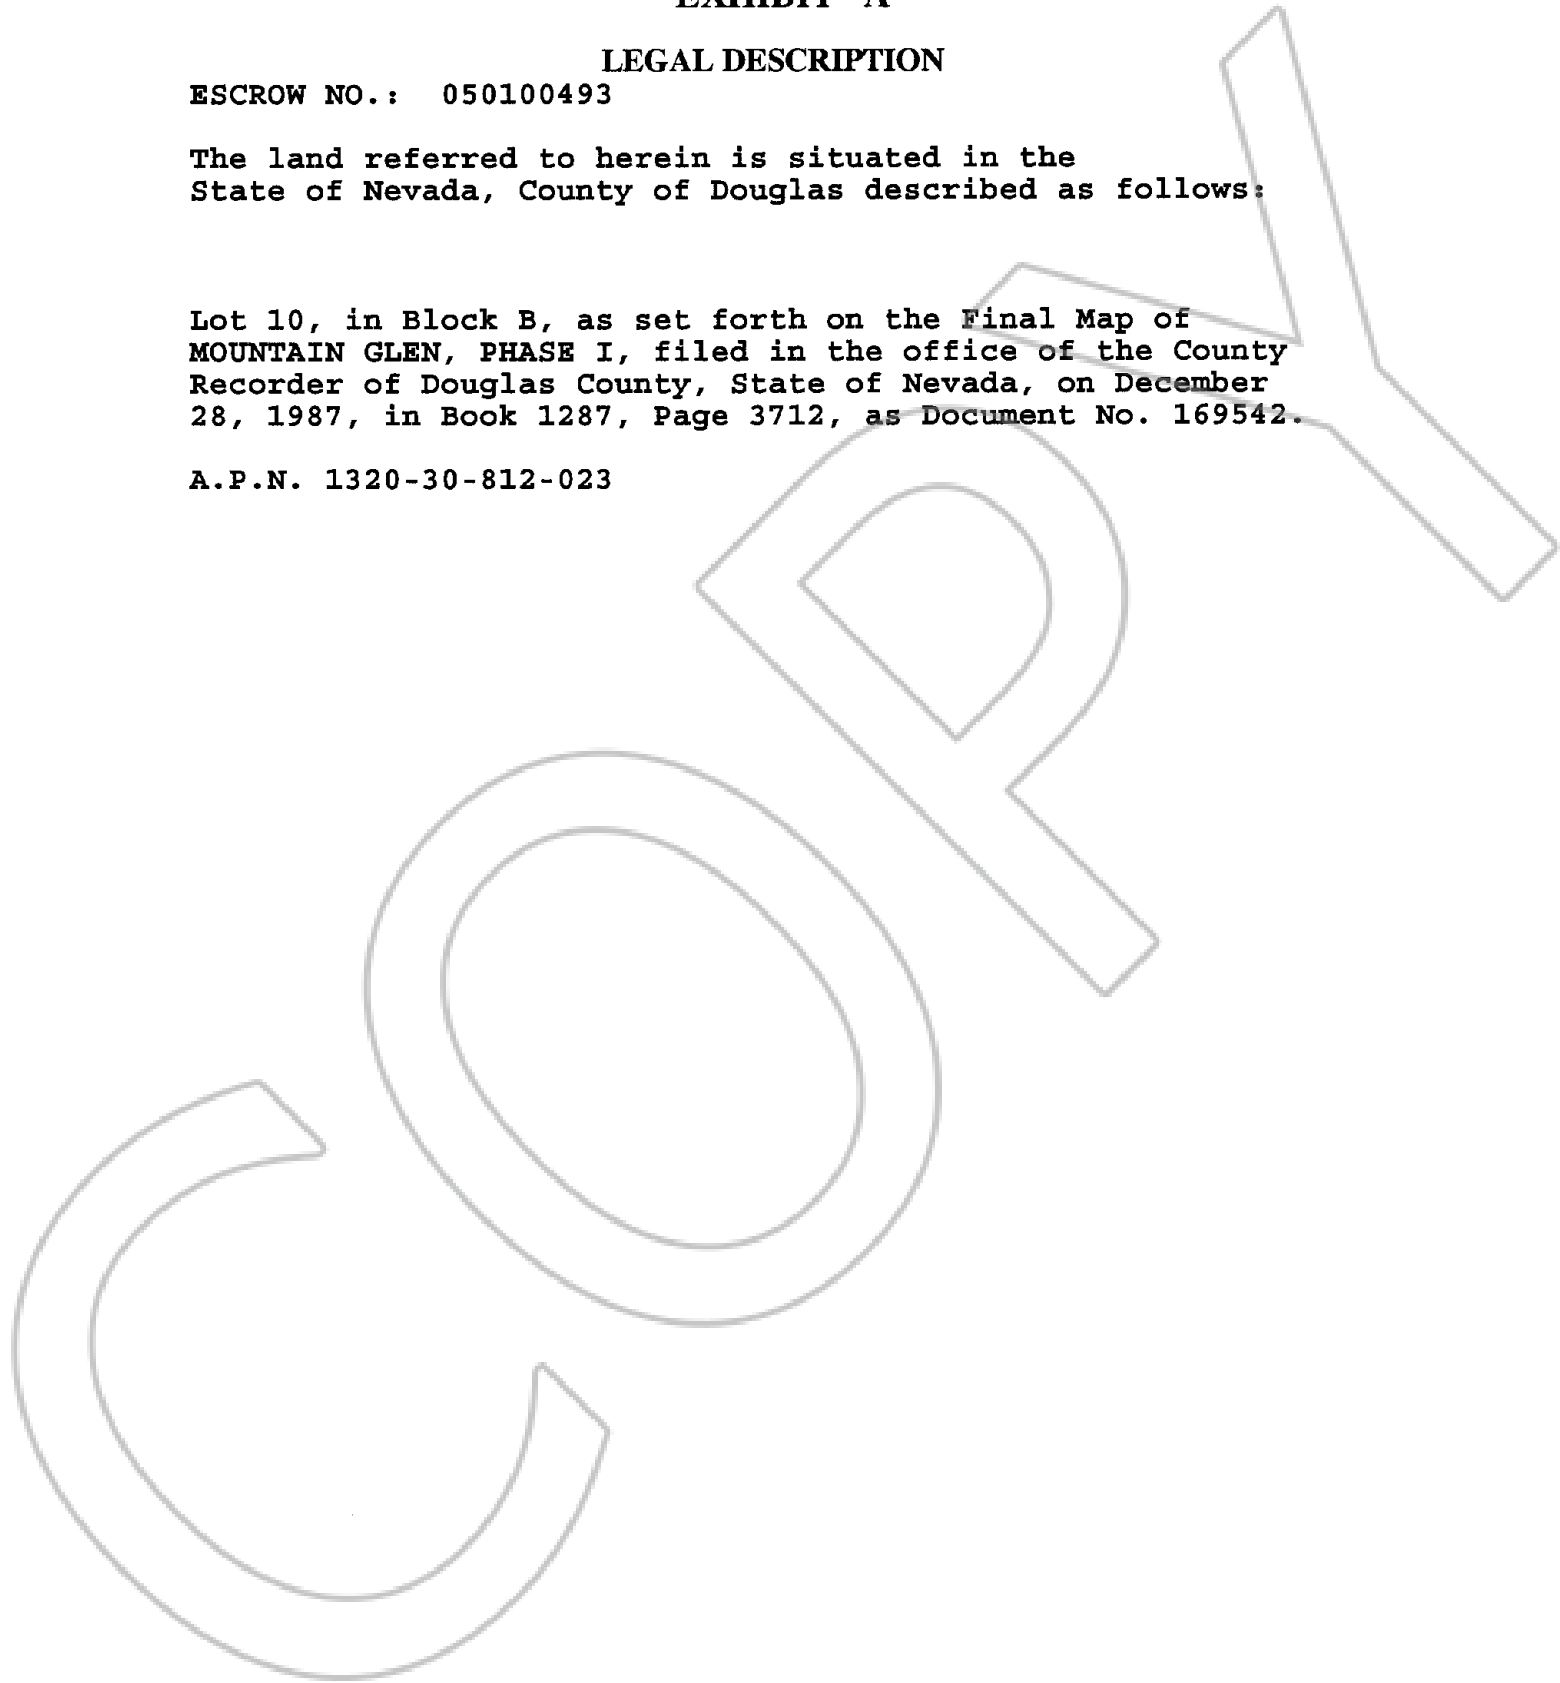 EXHIBIT "A"
LEGAL DESCRIPTION
ESCROW NO.: 050100493
The land referred to herein is situated in the
State of Nevada, County of Douglas described as follows:
Lot 10, in Block B, as set forth on the Final Map of
MOUNTAIN GLEN, PHASE I, filed in the office of the County
Recorder of Douglas County, State of Nevada, on December
28, 1987, in Book 1287, Page 3712, as Document No. 169542.
A.P.N. 1320-30-812-023
COPY